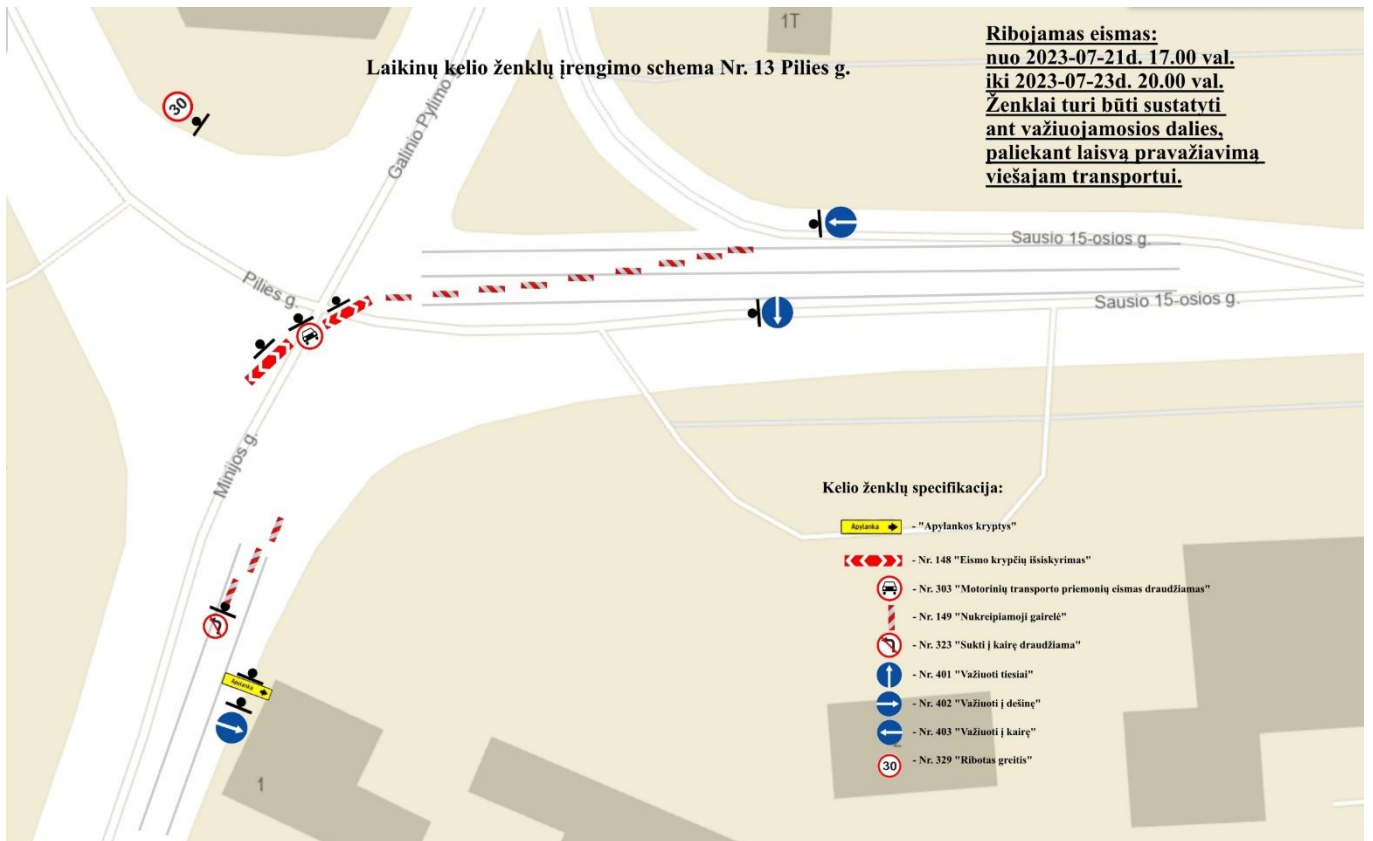 1T
Ribojamas eismas:
nuo 2023-07-21d. 17.00 val.
iki 2023-07-23d. 20.00 val.
Ženklai turi būti sustatyti
ant važiuojamosios dalies,
paliekant laisvą pravažiavimą
viešajam transportui.
Laikinų kelio ženklų įrengimo schema Nr. 13 Pilies g.
30
Galinio Pylimo g.
Sausio 15-osios g.
Pilies g.
Sausio 15-osios g.
Minijos g.
Kelio ženklų specifikacija:
Apylanka - "Apylankos kryptys"
- Nr. 148 "Eismo krypčių išsiskyrimas"
- Nr. 303 "Motorinių transporto priemonių eismas draudžiamas"
- Nr. 149 "Nukreipiamoji gairelė"
- Nr. 323 "Sukti į kairę draudžiama"
- Nr. 401 "Važiuoti tiesiai"
- Nr. 402 "Važiuoti į dešinę"
- Nr. 403 "Važiuoti į kairę"
30 - Nr. 329 "Ribotas greitis"
Apylanka
1